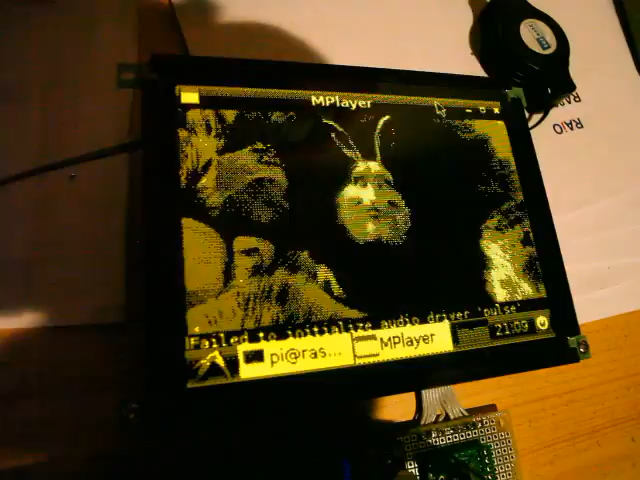 MPlayer
Failed to initialize audio driver 'pulse'
pi@ras...
MPlayer
21:09
RAiO